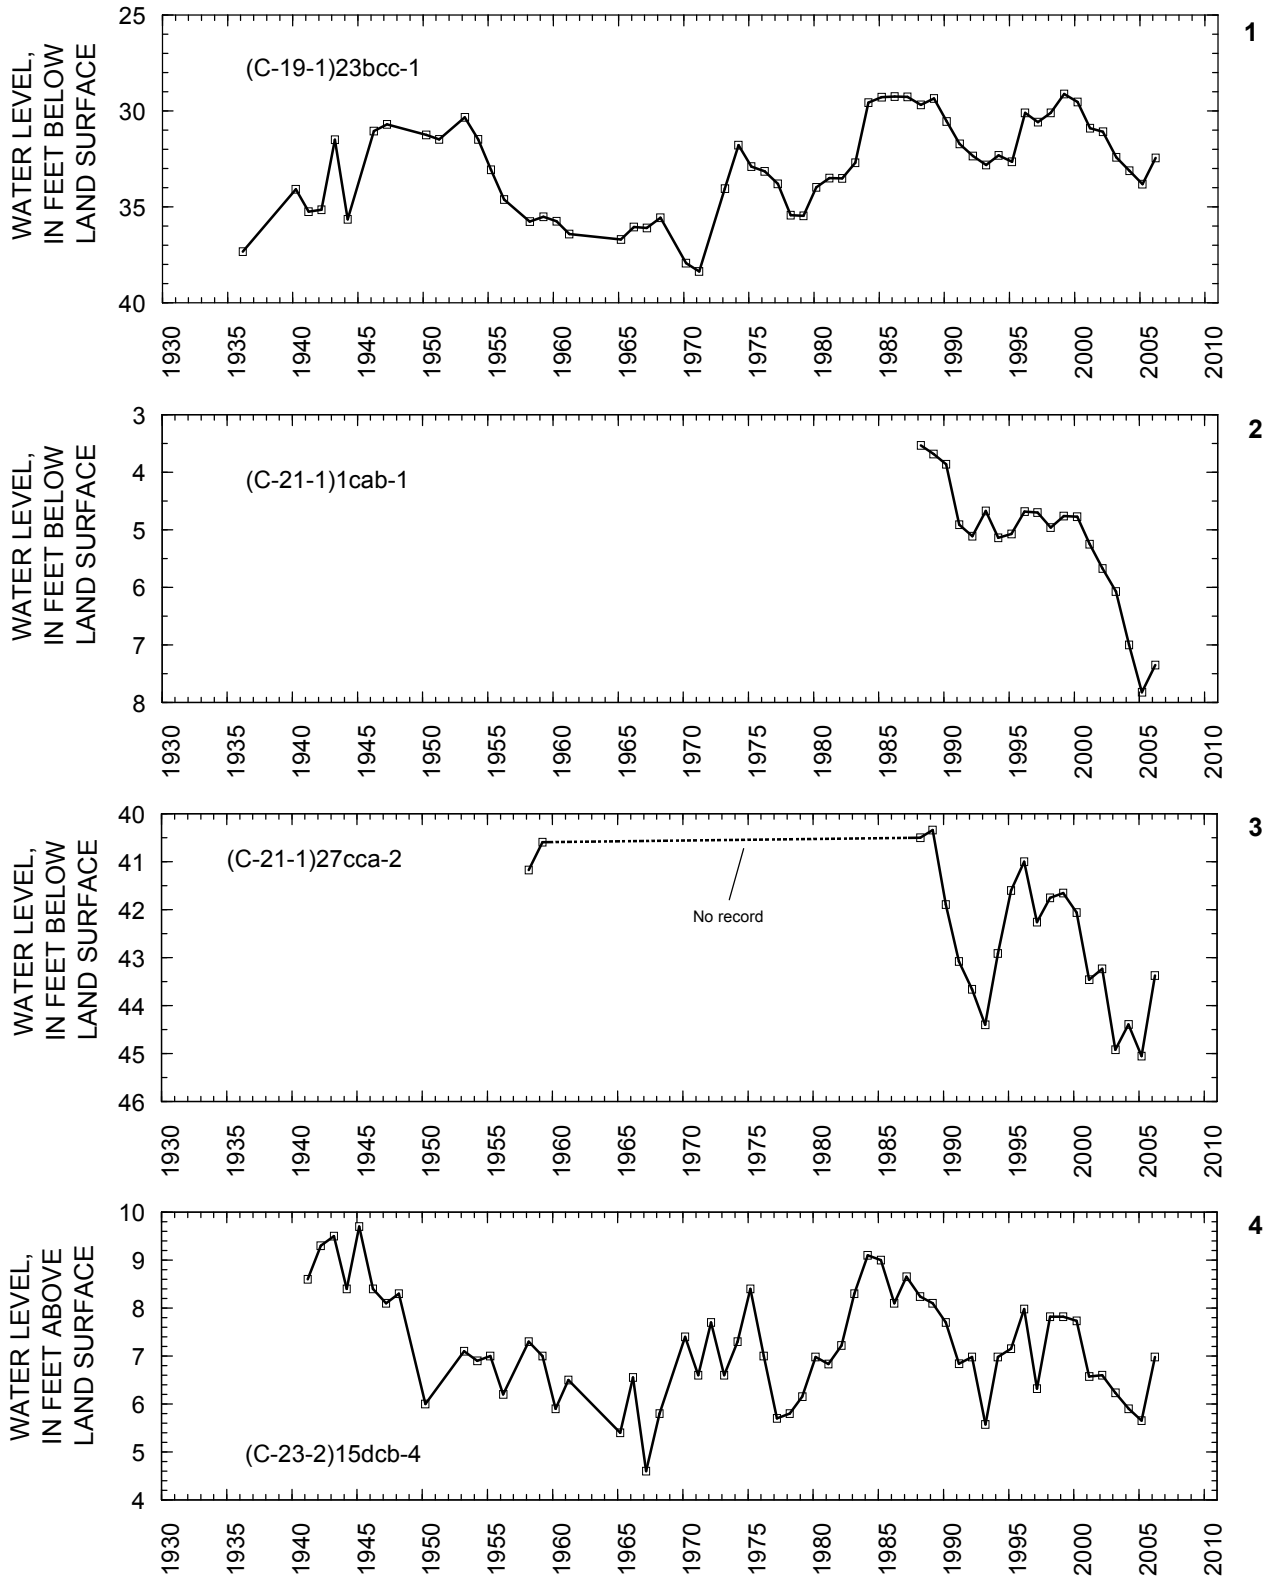 WATER LEVEL,
IN FEET BELOW
LAND SURFACE
25
30
35
40
(C-19-1)23bcc-1
1
1930 1935 1940 1945 1950 1955 1960 1965 1970 1975 1980 1985 1990 1995 2000 2005 2010
WATER LEVEL,
IN FEET BELOW
LAND SURFACE
3
4
5
6
7
8
(C-21-1)1cab-1
2
1930 1935 1940 1945 1950 1955 1960 1965 1970 1975 1980 1985 1990 1995 2000 2005 2010
WATER LEVEL,
IN FEET BELOW
LAND SURFACE
40
41
42
43
44
45
46
(C-21-1)27cca-2
No record
3
1930 1935 1940 1945 1950 1955 1960 1965 1970 1975 1980 1985 1990 1995 2000 2005 2010
WATER LEVEL,
IN FEET ABOVE
LAND SURFACE
10
9
8
7
6
5
4
(C-23-2)15dcb-4
4
1930 1935 1940 1945 1950 1955 1960 1965 1970 1975 1980 1985 1990 1995 2000 2005 2010